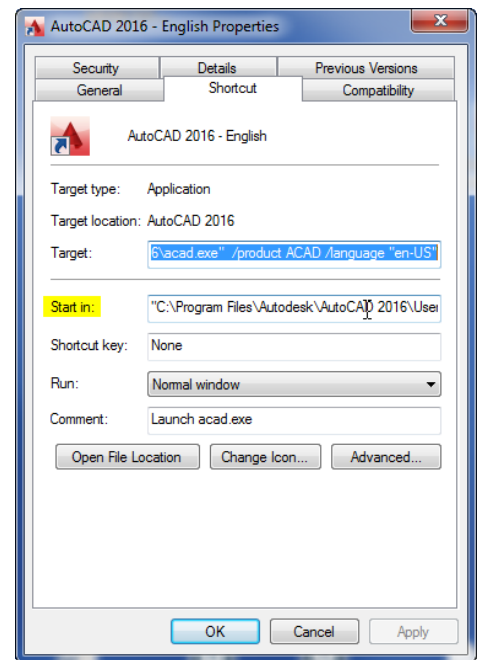 AutoCAD 2016 - English Properties
Security Details Previous Versions
General Shortcut Compatibility
AutoCAD 2016 - English
Target type: Application
Target location: AutoCAD 2016
Target: 6\acad.exe" /product ACAD /language "en-US"
Start in: "C:\Program Files\Autodesk\AutoCAD 2016\User
Shortcut key: None
Run: Normal window
Comment: Launch acad.exe
Open File Location Change Icon... Advanced...
OK Cancel Apply